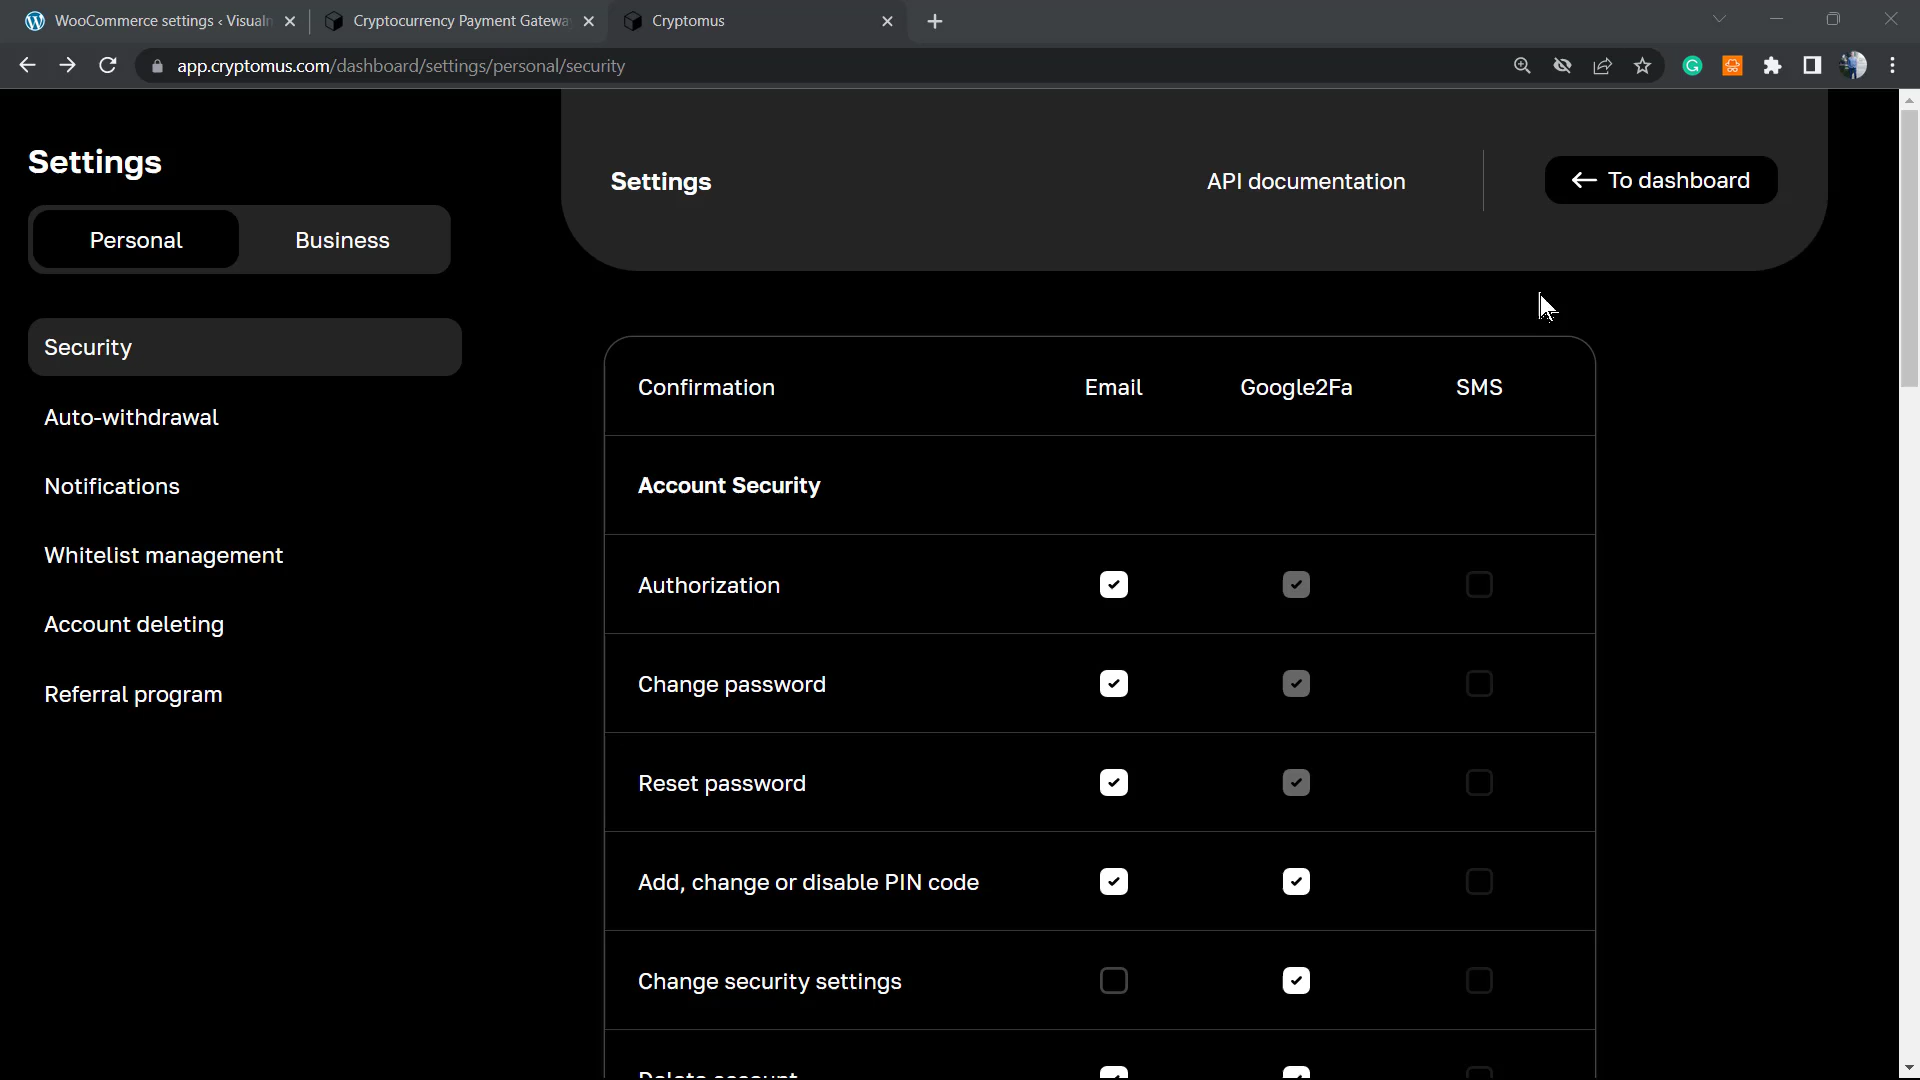 WooCommerce settings ‹ Visualm
Cryptocurrency Payment Gatewa
Cryptomus
app.cryptomus.com/dashboard/settings/personal/security
Settings
Personal
Business
Security
Auto-withdrawal
Notifications
Whitelist management
Account deleting
Referral program
Settings
API documentation
To dashboard
Confirmation Email Google2Fa SMS
Account Security
Authorization
Change password
Reset password
Add, change or disable PIN code
Change security settings
Delete account